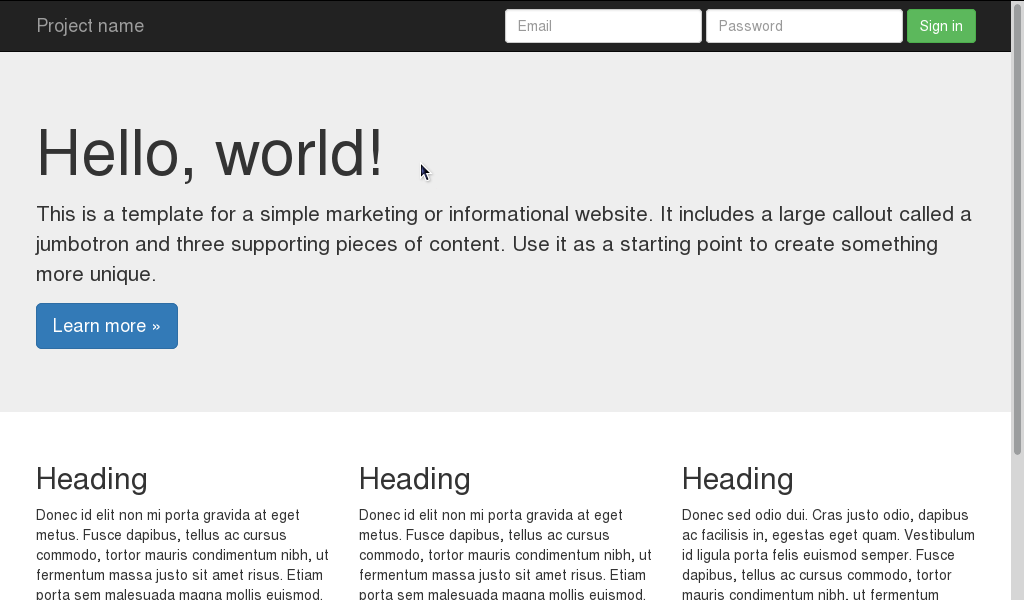 Project name
Email
Password
Sign in
Hello, world!
This is a template for a simple marketing or informational website. It includes a large callout called a
jumbotron and three supporting pieces of content. Use it as a starting point to create something
more unique.
Learn more »
Heading
Donec id elit non mi porta gravida at eget
metus. Fusce dapibus, tellus ac cursus
commodo, tortor mauris condimentum nibh, ut
fermentum massa justo sit amet risus. Etiam
porta sem malesuada magna mollis euismod.
Heading
Donec id elit non mi porta gravida at eget
metus. Fusce dapibus, tellus ac cursus
commodo, tortor mauris condimentum nibh, ut
fermentum massa justo sit amet risus. Etiam
porta sem malesuada magna mollis euismod.
Heading
Donec sed odio dui. Cras justo odio, dapibus
ac facilisis in, egestas eget quam. Vestibulum
id ligula porta felis euismod semper. Fusce
dapibus, tellus ac cursus commodo, tortor
mauris condimentum nibh, ut fermentum